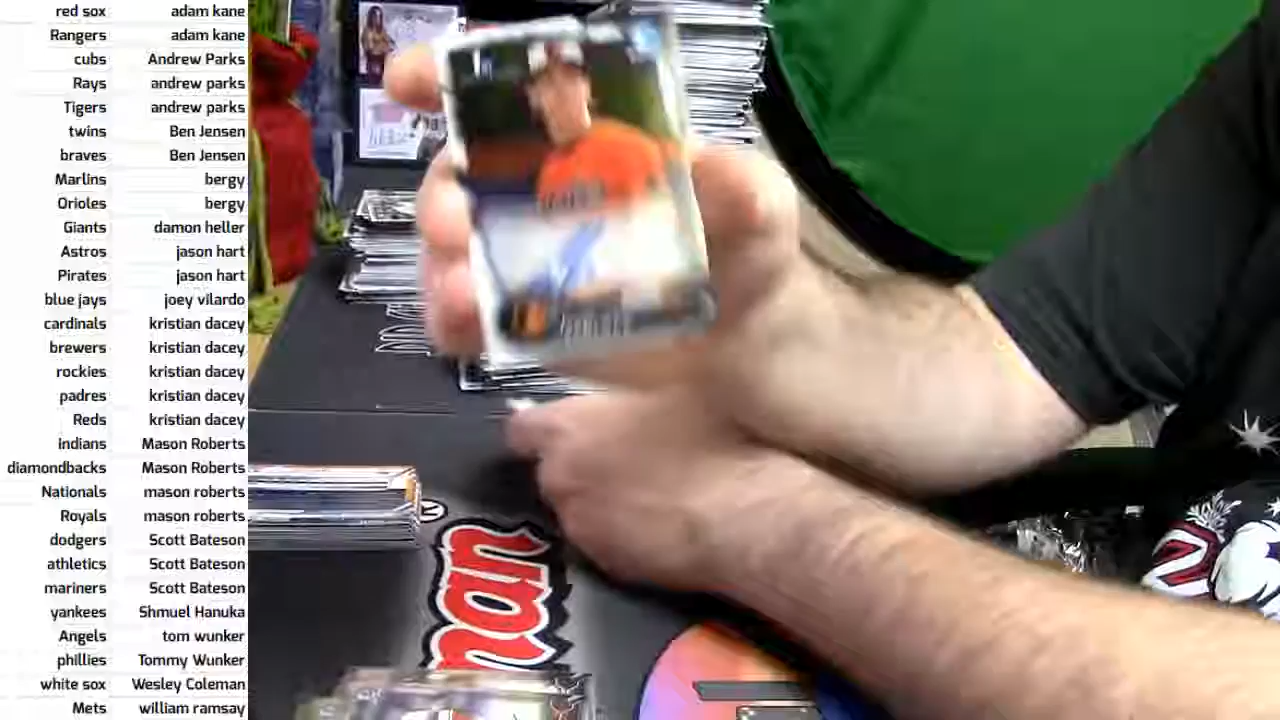 red sox adam kane
Rangers adam kane
cubs Andrew Parks
Rays andrew parks
Tigers andrew parks
twins Ben Jensen
braves Ben Jensen
Marlins bergy
Orioles bergy
Giants damon heller
Astros jason hart
Pirates jason hart
blue jays joey vilardo
cardinals kristian dacey
brewers kristian dacey
rockies kristian dacey
padres kristian dacey
Reds kristian dacey
indians Mason Roberts
diamondbacks Mason Roberts
Nationals mason roberts
Royals mason roberts
dodgers Scott Bateson
athletics Scott Bateson
mariners Scott Bateson
yankees Shmuel Hanuka
Angels tom wunker
phillies Tommy Wunker
white sox Wesley Coleman
Mets william ramsay